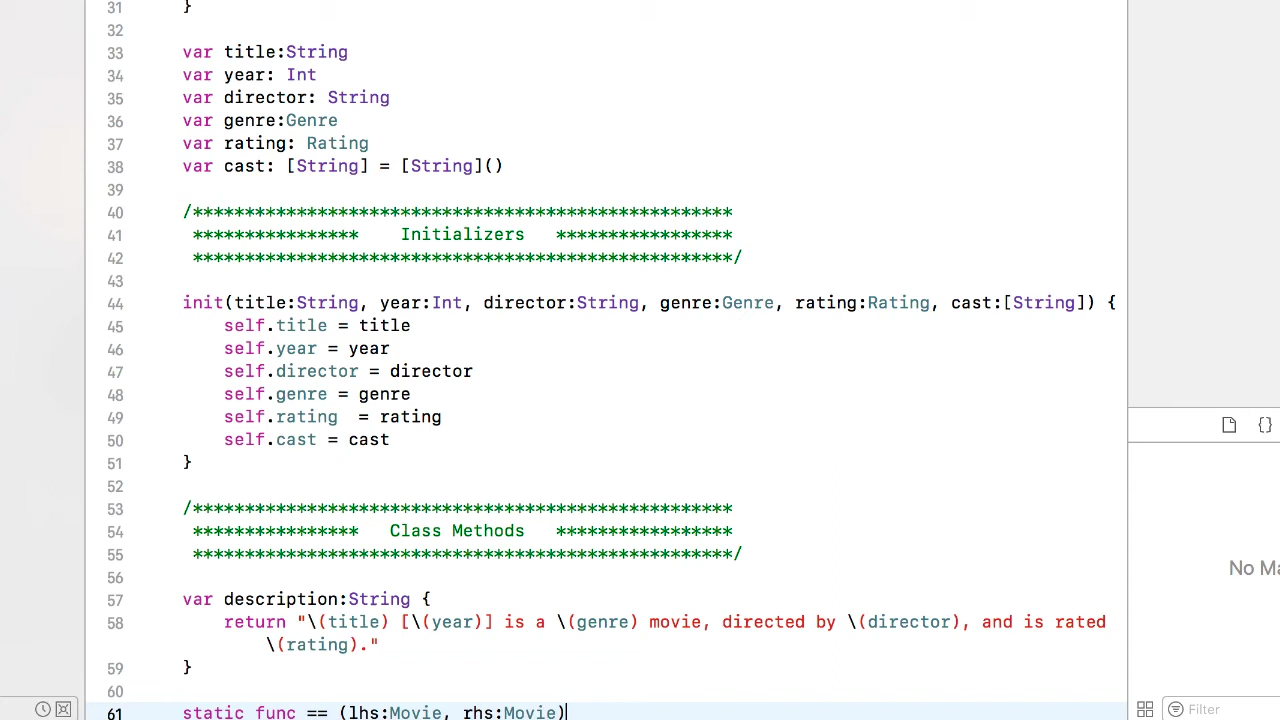 31 }
32
33 var title:String
34 var year: Int
35 var director: String
36 var genre:Genre
37 var rating: Rating
38 var cast: [String] = [String]()
39
40 /****************************************************
41 **************** Initializers *****************
42 ****************************************************/
43
44 init(title:String, year:Int, director:String, genre:Genre, rating:Rating, cast:[String]) {
45 self.title = title
46 self.year = year
47 self.director = director
48 self.genre = genre
49 self.rating  = rating
50 self.cast = cast
51 }
52
53 /****************************************************
54 **************** Class Methods *****************
55 ****************************************************/
56
57 var description:String {
58 return "\(title) [\(year)] is a \(genre) movie, directed by \(director), and is rated
\(rating)."
59 }
60
61 static func == (lhs:Movie, rhs:Movie)
{}
No Ma
Filter